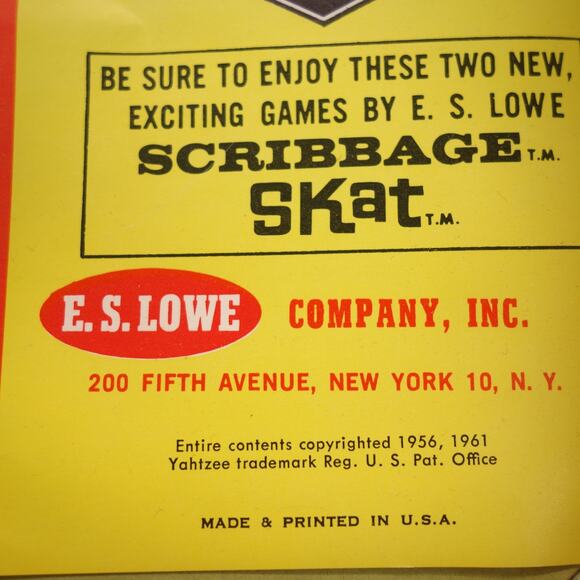 BE SURE TO ENJOY THESE TWO NEW,
EXCITING GAMES BY E. S. LOWE
SCRIBBAGE T.M.
SKat T.M.
E. S. LOWE COMPANY, INC.
200 FIFTH AVENUE, NEW YORK 10, N. Y.
Entire contents copyrighted 1956, 1961
Yahtzee trademark Reg. U. S. Pat. Office
MADE & PRINTED IN U.S.A.